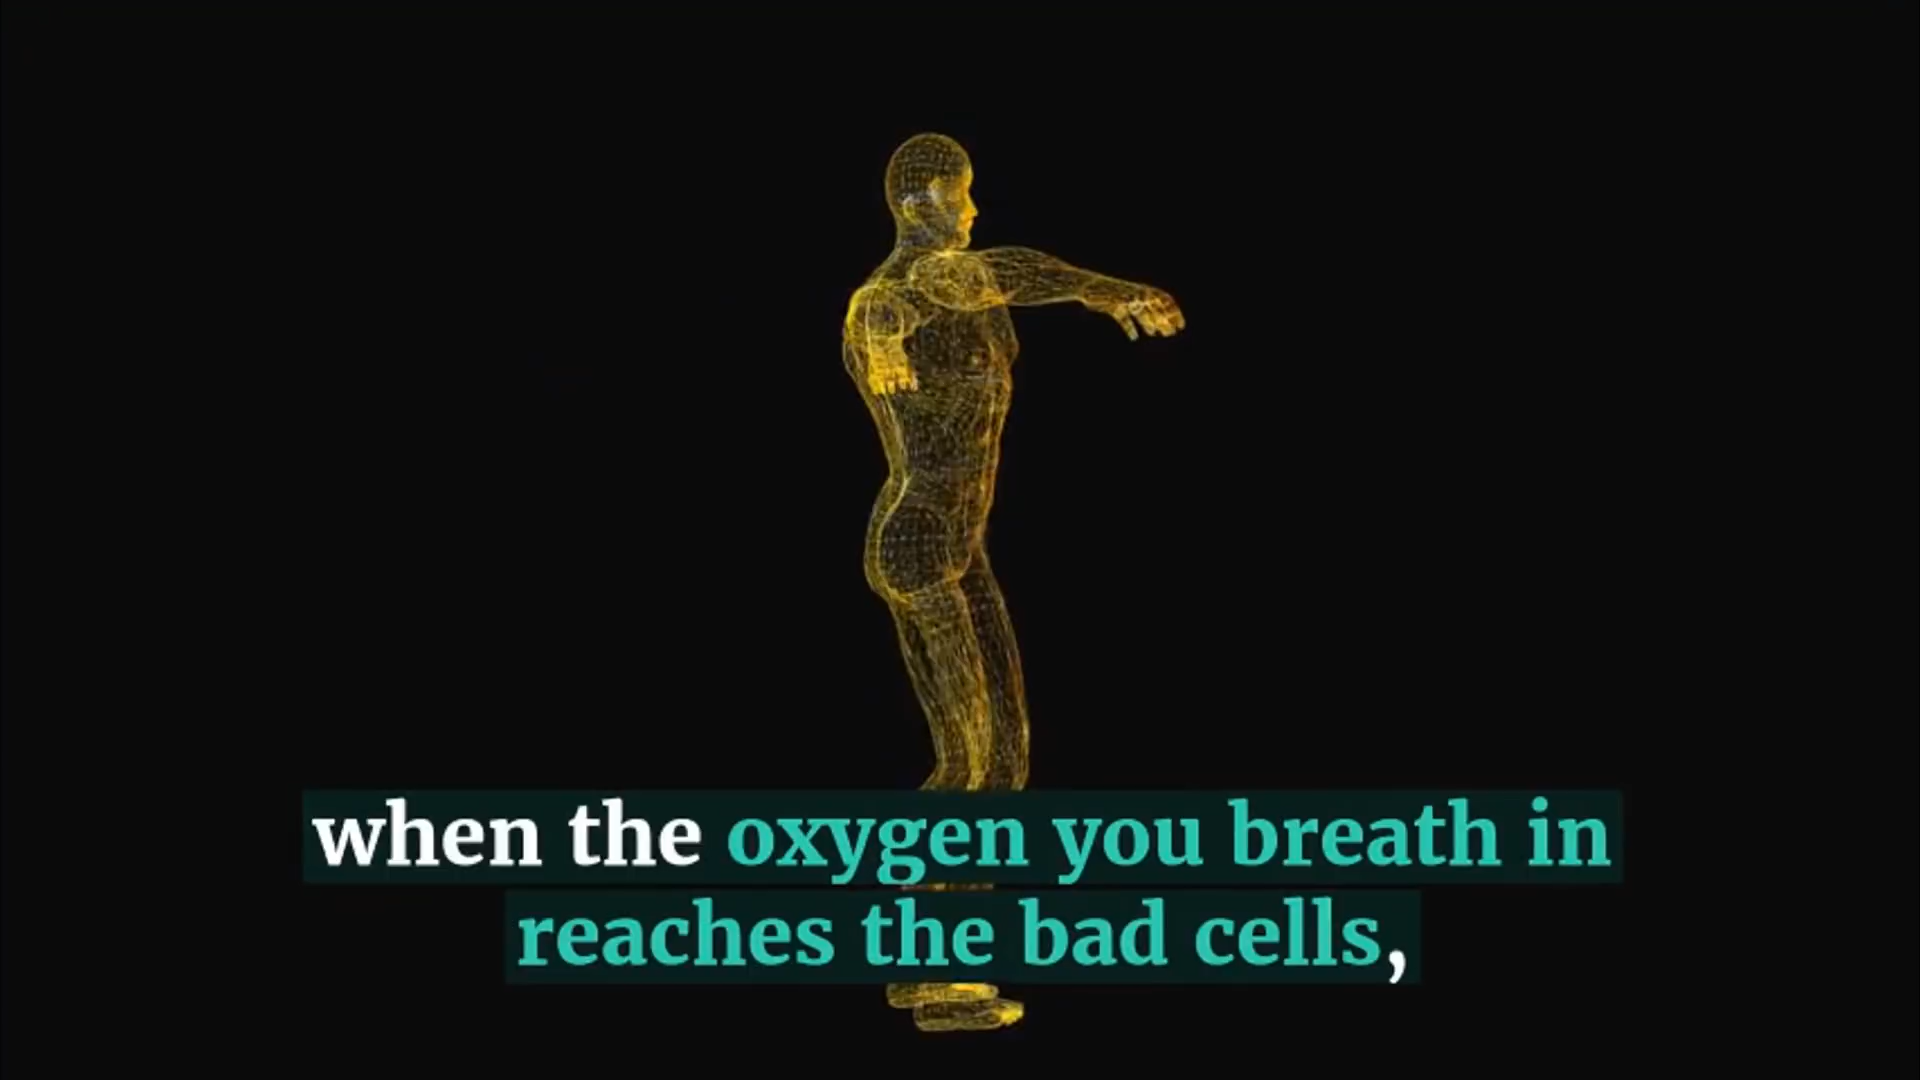 when the oxygen you breath in
reaches the bad cells,